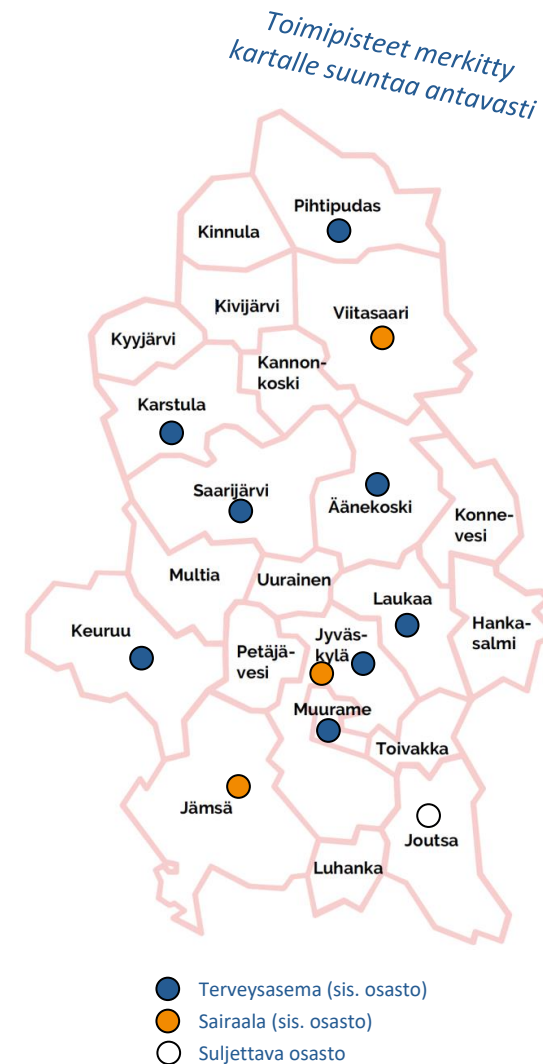 Toimipisteet merkitty
kartalle suuntaa antavasti
Pihtipudas
Kinnula
Kivijärvi
Viitasaari
Kyyjärvi
Kannon-
koski
Karstula
Saarijärvi
Äänekoski
Konne-
vesi
Multia
Uurainen
Laukaa
Hanka-
salmi
Keuruu
Petäjä-
vesi
Jyväs-
kylä
Muurame
Toivakka
Jämsä
Joutsa
Luhanka
Terveysasema (sis. osasto)
Sairaala (sis. osasto)
Suljettava osasto